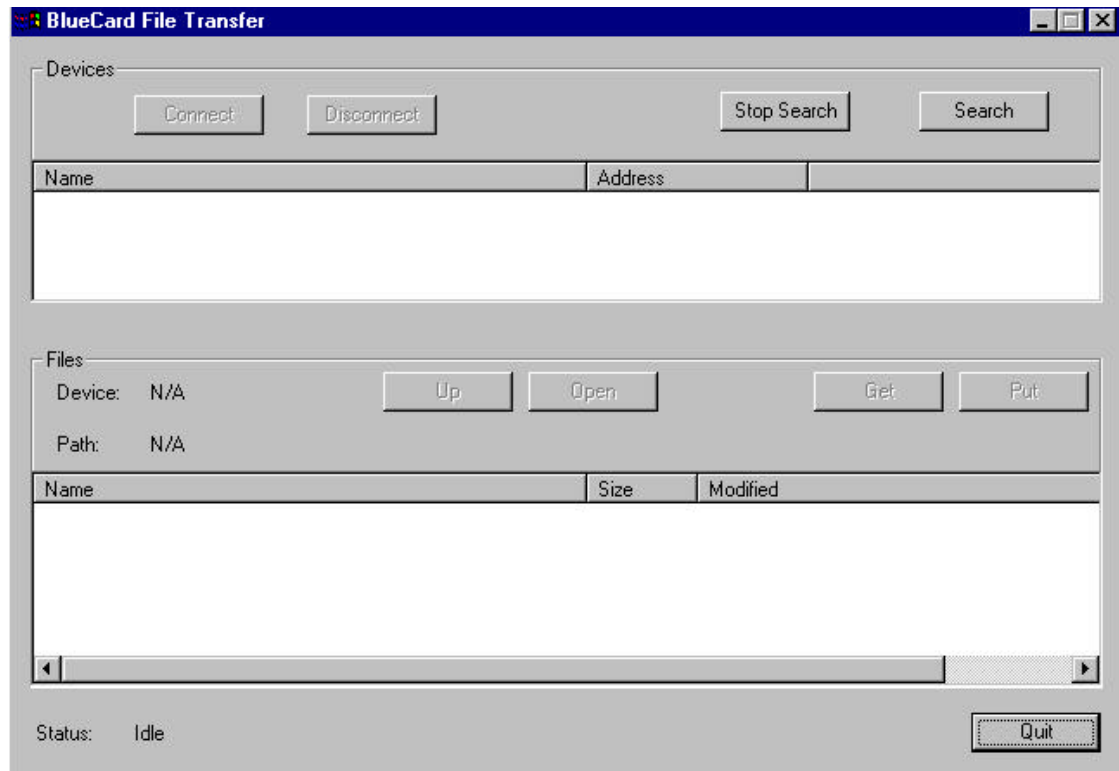 BlueCard File Transfer
Devices
Connect Disconnect Stop Search Search
Name Address
Files
Device: N/A Up Open Get Put
Path: N/A
Name Size Modified
Status: Idle Quit